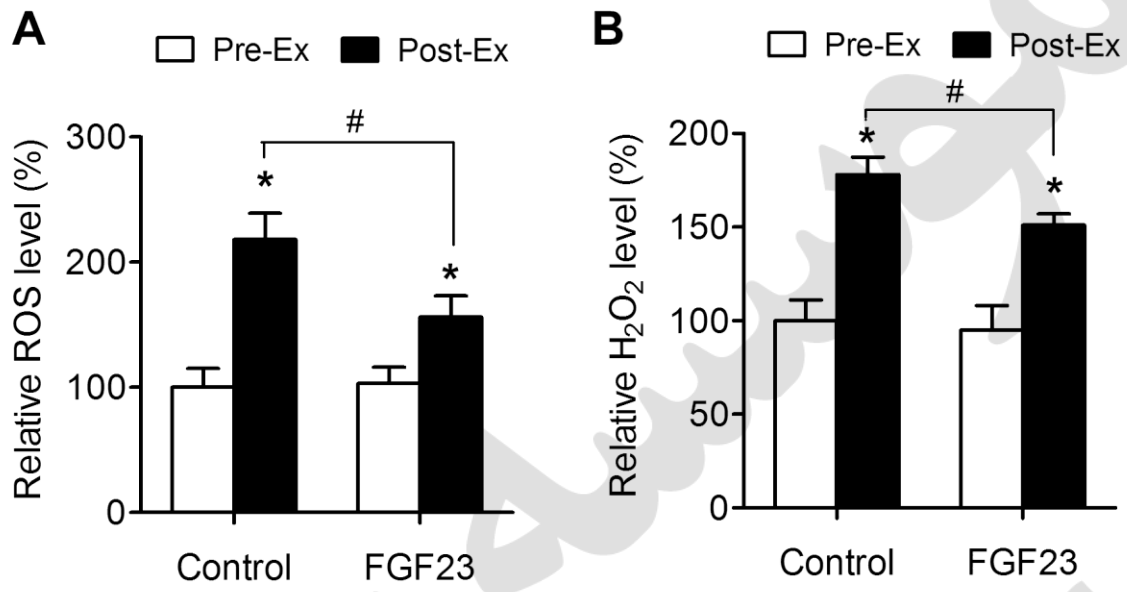 A
Pre-Ex Post-Ex
Relative ROS level (%)
300
200
100
0
#
*
*
Control FGF23
B
Pre-Ex Post-Ex
Relative H₂O₂ level (%)
200
150
100
50
0
#
*
*
Control FGF23